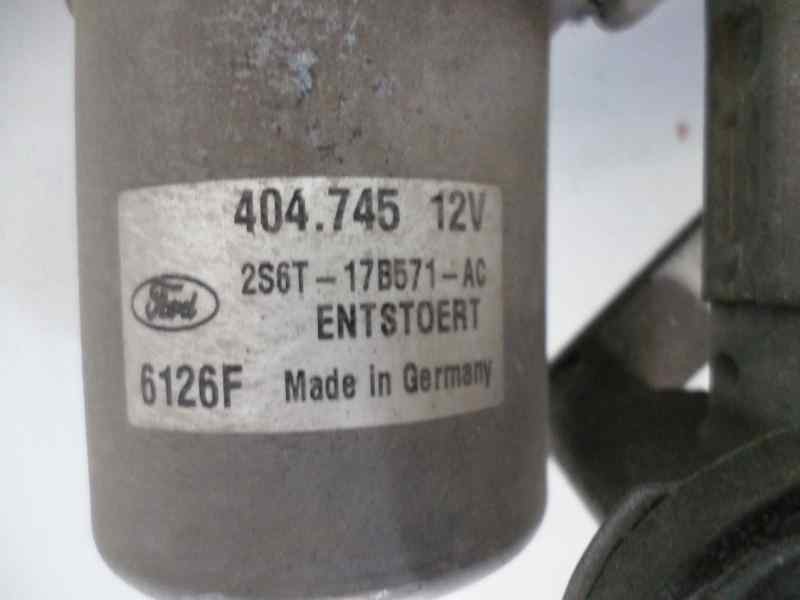 404.745 12V
2S6T-17B571-AC
Ford
ENTSTOERT
6126F Made in Germany